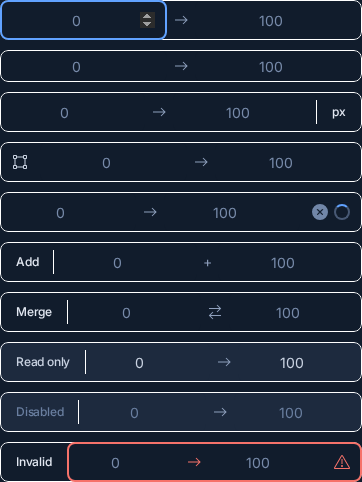 0 → 100
0 → 100
0 → 100 px
0 → 100
0 → 100
Add 0 + 100
Merge 0 ⇄ 100
Read only 0 → 100
Disabled 0 → 100
Invalid 0 → 100